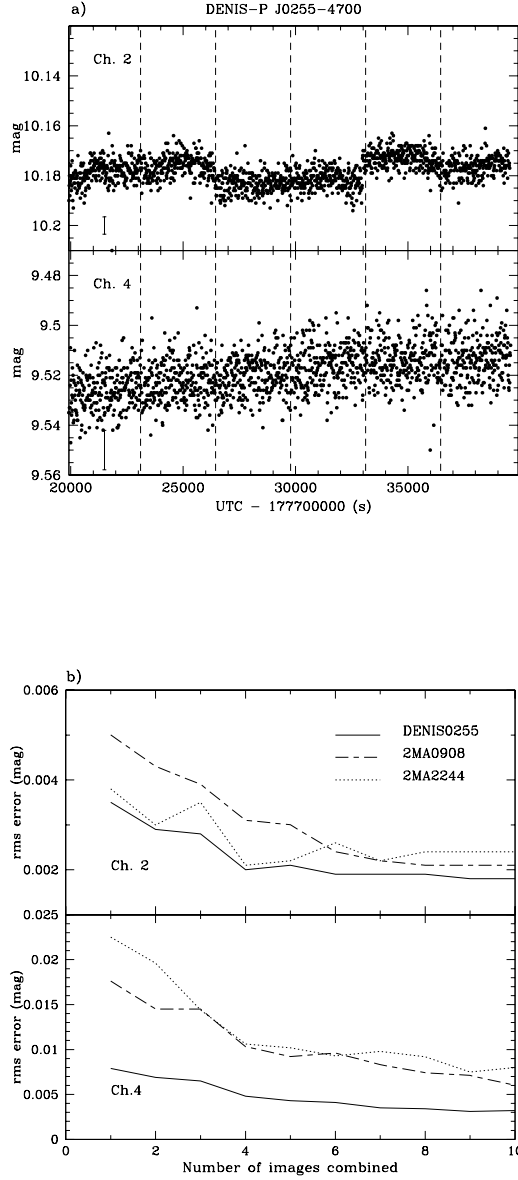 a)
DENIS-P J0255-4700
Ch. 2
10.14
10.16
10.18
10.2
mag
Ch. 4
9.48
9.5
9.52
9.54
9.56
mag
20000 25000 30000 35000
UTC - 177700000 (s)
b)
0.006
0.004
0.002
rms error (mag)
DENIS0255
2MA0908
2MA2244
Ch. 2
0.025
0.02
0.015
0.01
0.005
0
rms error (mag)
Ch.4
0 2 4 6 8 10
Number of images combined